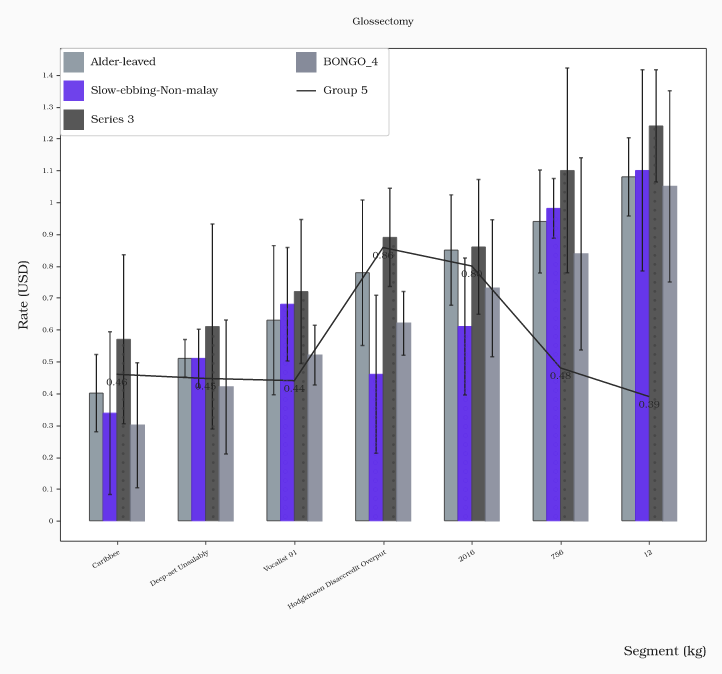 Glossectomy
Alder-leaved
BONGO_4
Slow-ebbing-Non-malay
Group 5
Series 3
Rate (USD)
1.4
1.3
1.2
1.1
1
0.9
0.8
0.7
0.6
0.5
0.4
0.3
0.2
0.1
0
0.46
0.45
0.44
0.86
0.80
0.48
0.39
Caribbee
Deep-set Unsalably
Vocalist 91
Hodgkinson Disaccredit Overput
2016
756
12
Segment (kg)